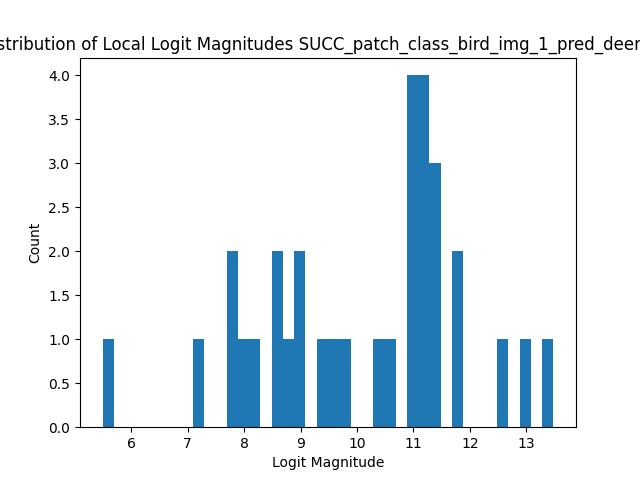 stribution of Local Logit Magnitudes SUCC_patch_class_bird_img_1_pred_deer
4.0
3.5
3.0
2.5
2.0
1.5
1.0
0.5
0.0
Count
6 7 8 9 10 11 12 13
Logit Magnitude